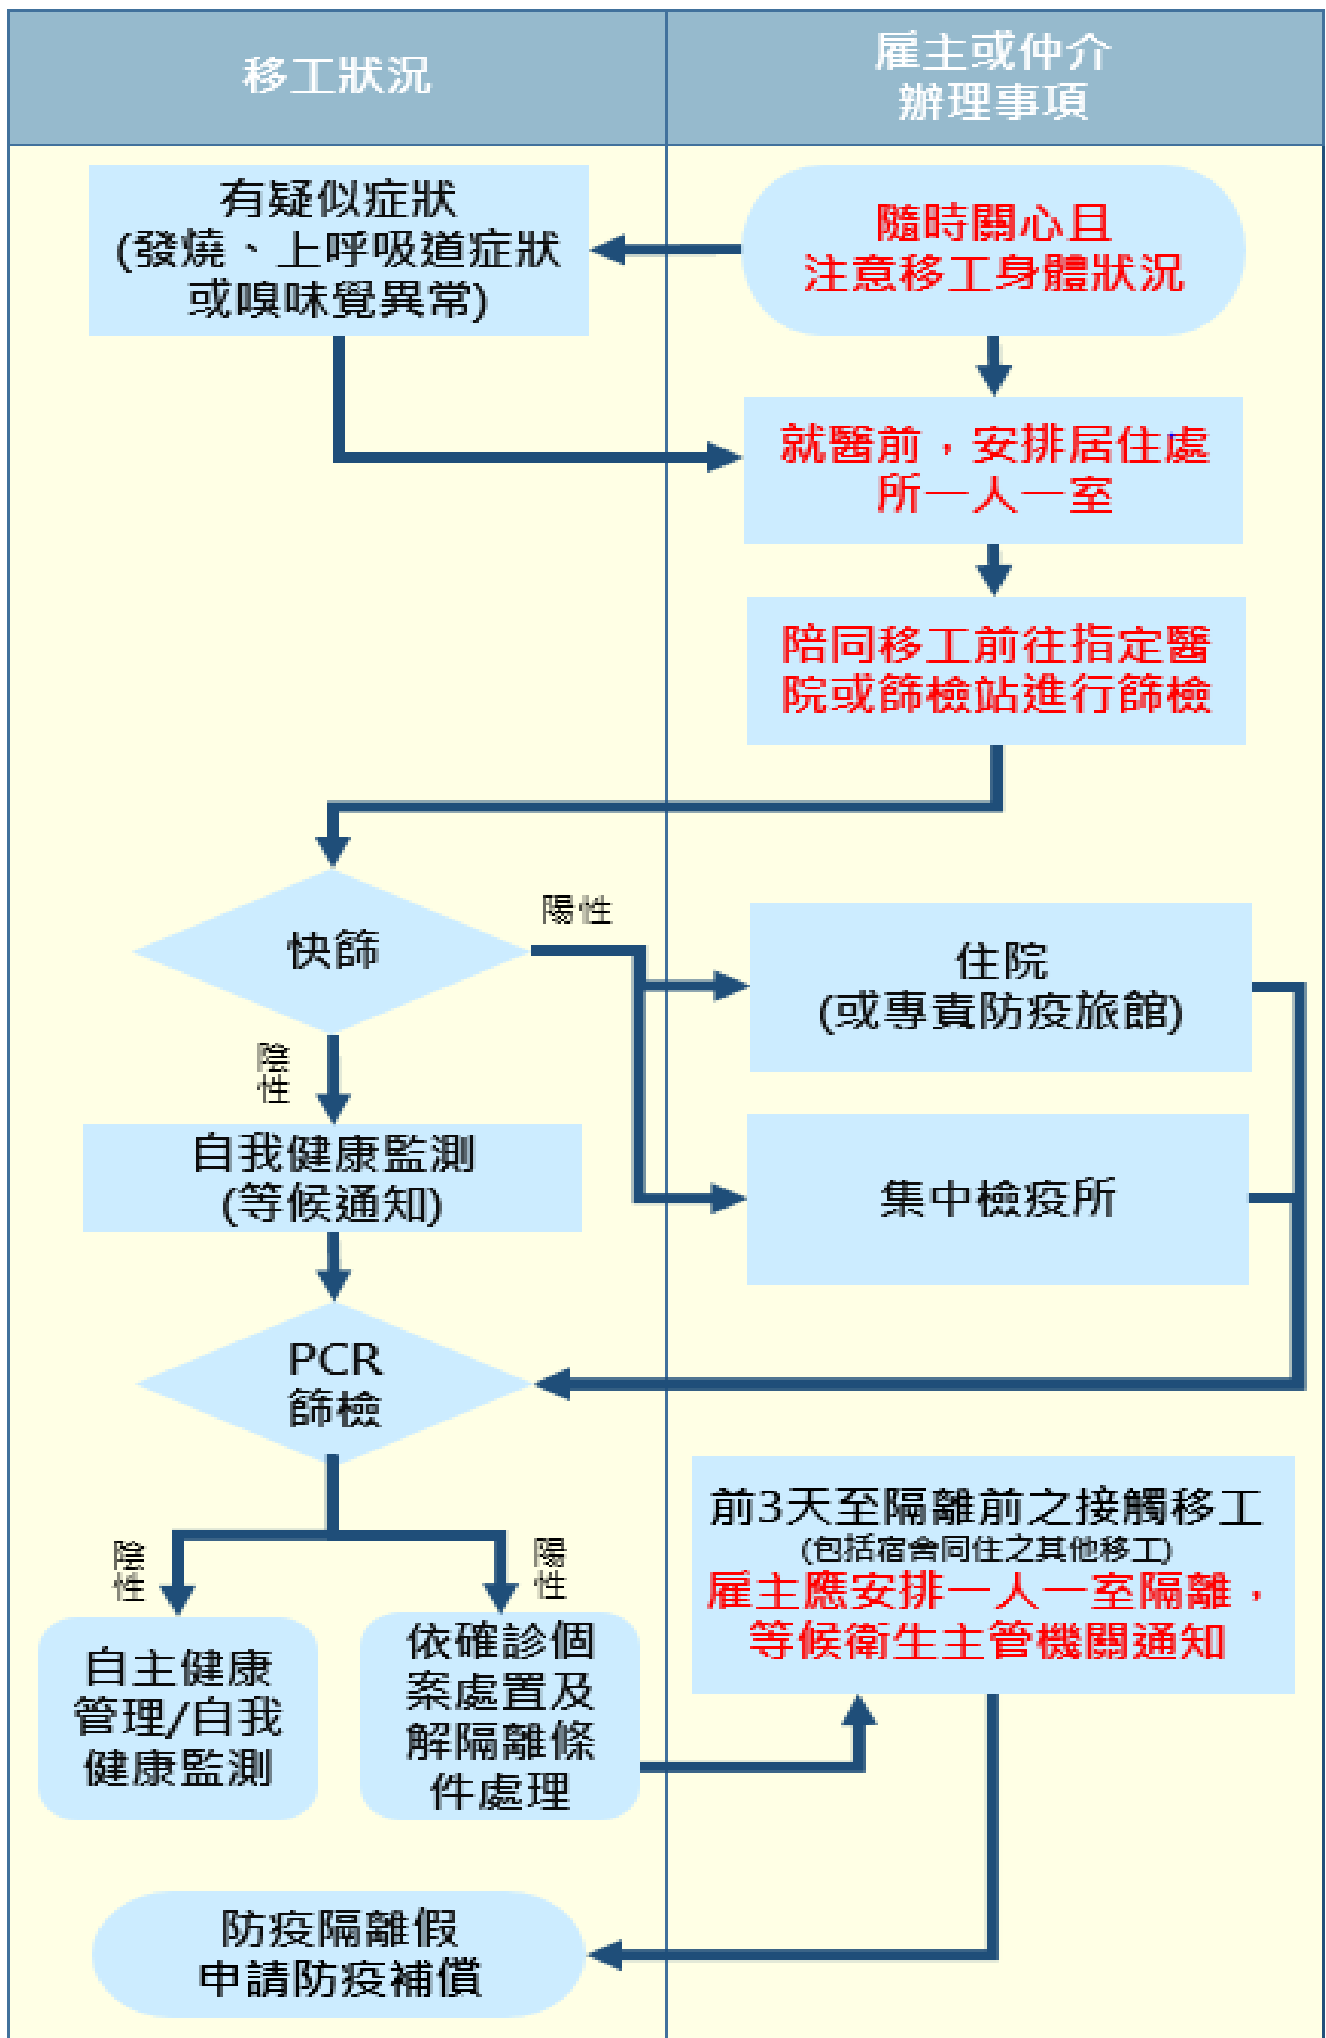 移工狀況
雇主或仲介
辦理事項
隨時關心且
注意移工身體狀況
有疑似症狀
(發燒、上呼吸道症狀
或嗅味覺異常)
就醫前，安排居住處
所一人一室
陪同移工前往指定醫
院或篩檢站進行篩檢
快篩
陽性
住院
(或專責防疫旅館)
集中檢疫所
陰性
自我健康監測
(等候通知)
PCR
篩檢
陰性
陽性
自主健康
管理/自我
健康監測
依確診個
案處置及
解隔離條
件處理
前3天至隔離前之接觸移工
(包括宿舍同住之其他移工)
雇主應安排一人一室隔離，
等候衛生主管機關通知
防疫隔離假
申請防疫補償